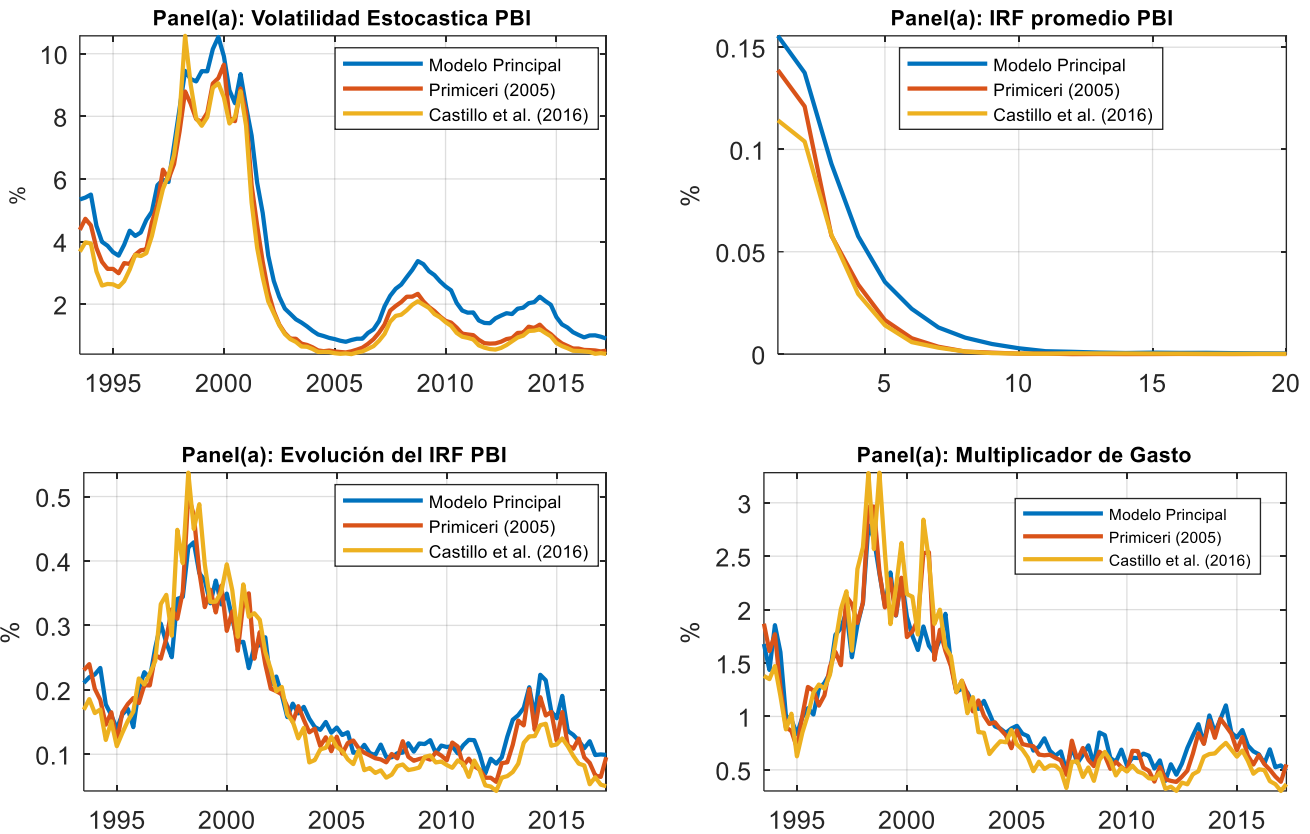 Panel(a): Volatilidad Estocastica PBI
%
10
8
6
4
2
1995 2000 2005 2010 2015
Modelo Principal
Primiceri (2005)
Castillo et al. (2016)
Panel(a): IRF promedio PBI
%
0.15
0.1
0.05
0
5 10 15 20
Modelo Principal
Primiceri (2005)
Castillo et al. (2016)
Panel(a): Evolución del IRF PBI
%
0.5
0.4
0.3
0.2
0.1
1995 2000 2005 2010 2015
Modelo Principal
Primiceri (2005)
Castillo et al. (2016)
Panel(a): Multiplicador de Gasto
%
3
2.5
2
1.5
1
0.5
1995 2000 2005 2010 2015
Modelo Principal
Primiceri (2005)
Castillo et al. (2016)